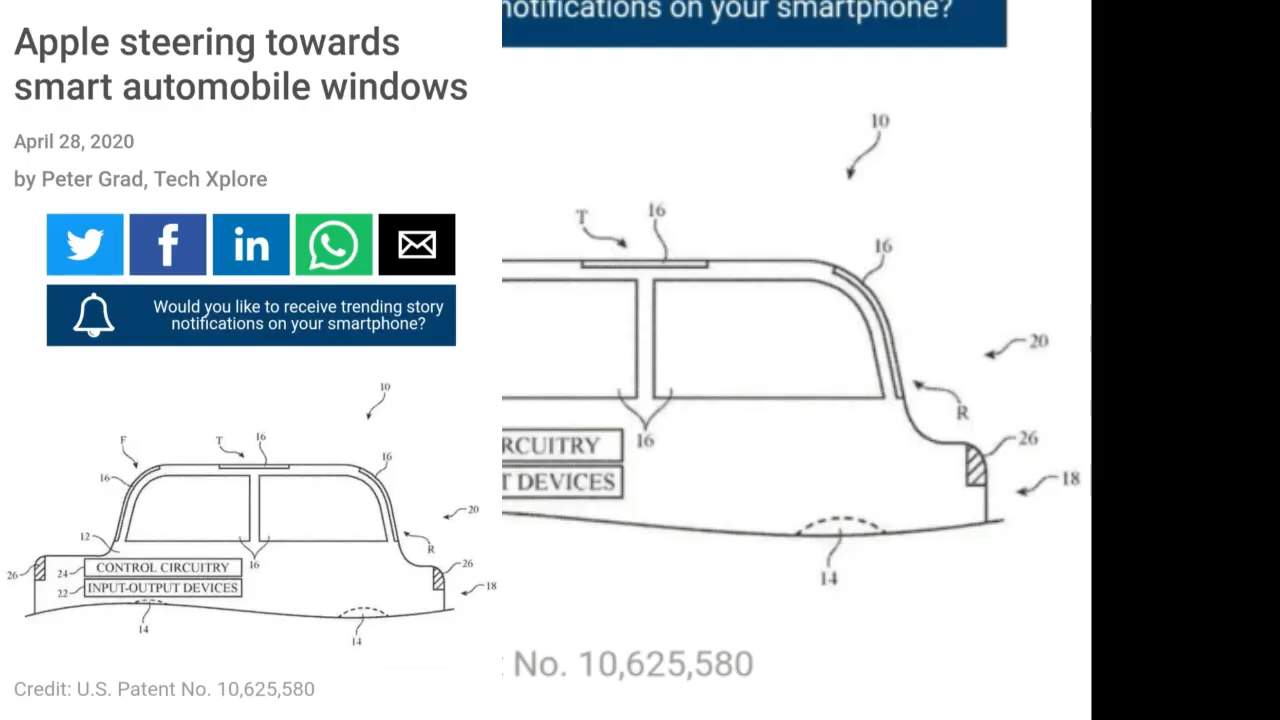 Apple steering towards
smart automobile windows
April 28, 2020
by Peter Grad, Tech Xplore
in
Would you like to receive trending story
notifications on your smartphone?
10
F
T
16
16
16
20
12
R
16
26
CONTROL CIRCUITRY
24
26
INPUT-OUTPUT DEVICES
22
18
14
14
Credit: U.S. Patent No. 10,625,580
notifications on your smartphone?
10
T
16
16
20
R
16
26
RCUITRY
T DEVICES
18
14
No. 10,625,580